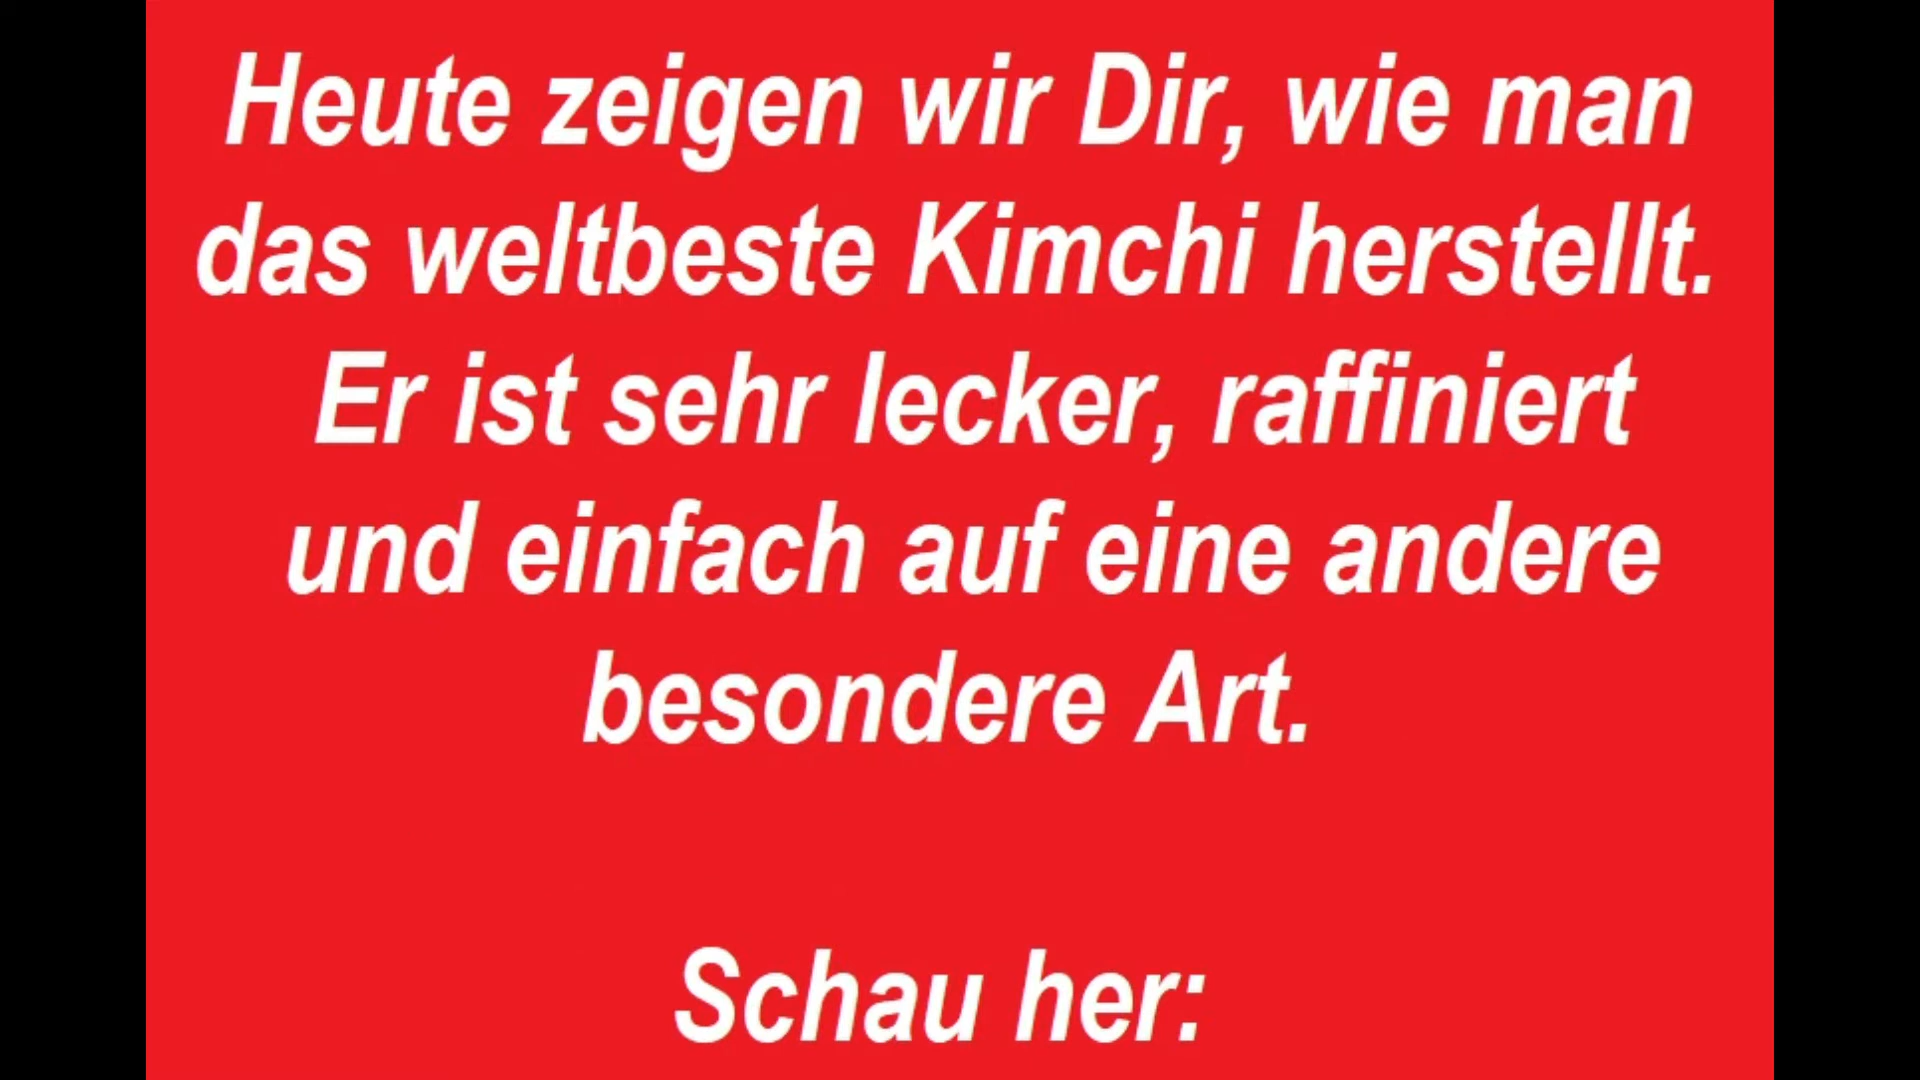 Heute zeigen wir Dir, wie man
das weltbeste Kimchi herstellt.
Er ist sehr lecker, raffiniert
und einfach auf eine andere
besondere Art.
Schau her: